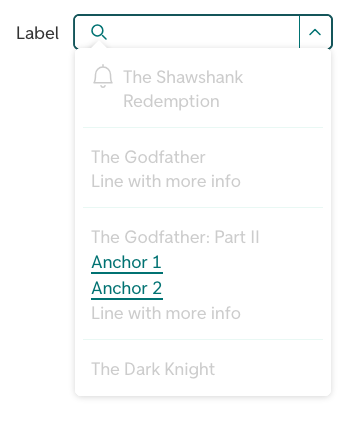 Label
The Shawshank
Redemption
The Godfather
Line with more info
The Godfather: Part II
Anchor 1
Anchor 2
Line with more info
The Dark Knight